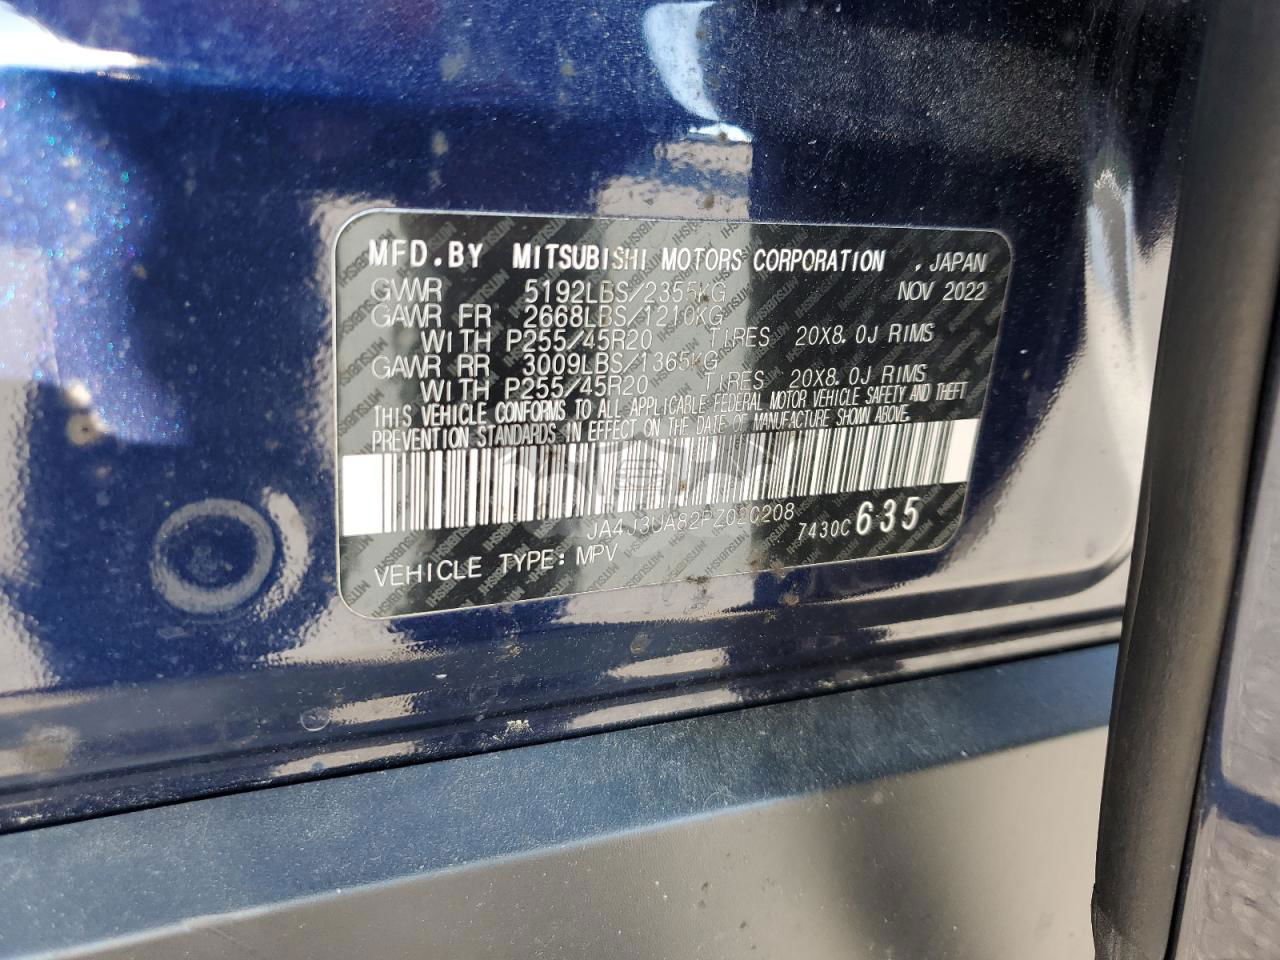 MFD.BY MITSUBISHI MOTORS CORPORATION , JAPAN
GVWR 5192LBS/2355KG NOV 2022
GAWR FR 2668LBS/1210KG
WITH P255/45R20 TIRES 20X8.0J RIMS
GAWR RR 3009LBS/1365KG
WITH P255/45R20 TIRES 20X8.0J RIMS
THIS VEHICLE CONFORMS TO ALL APPLICABLE FEDERAL MOTOR VEHICLE SAFETY AND THEFT
PREVENTION STANDARDS IN EFFECT ON THE DATE OF MANUFACTURE SHOWN ABOVE.
7430C 635
VEHICLE TYPE: MPV